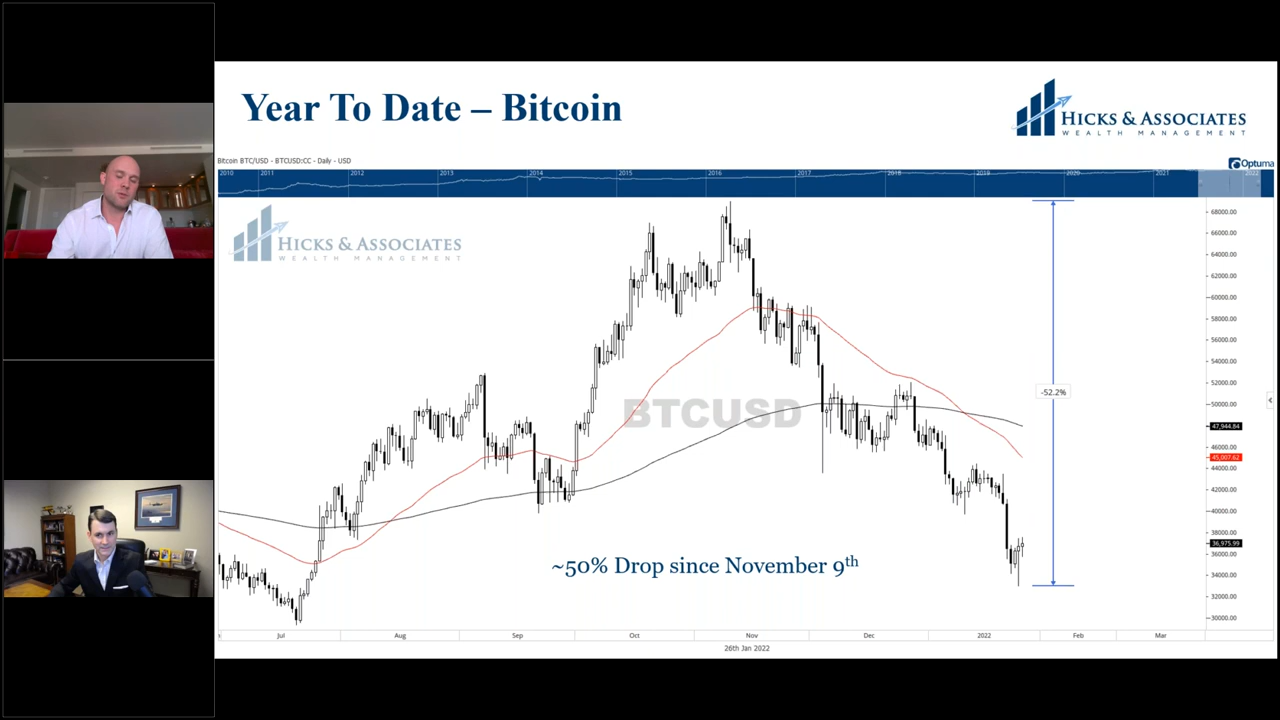 Year To Date – Bitcoin
HICKS & ASSOCIATES
WEALTH MANAGEMENT
Bitcoin BTC/USD - BTCUSD:CC - Daily - USD
Optuma
2010 2011 2012 2013 2014 2015 2016 2017 2018 2019 2020 2021 2022
HICKS & ASSOCIATES
WEALTH MANAGEMENT
68000.00
66000.00
64000.00
62000.00
60000.00
58000.00
56000.00
54000.00
52000.00
-52.2%
50000.00
BTCUSD
47,944.84
46000.00
45,007.62
44000.00
42000.00
40000.00
38000.00
36,975.99
36000.00
~50% Drop since November 9th
34000.00
32000.00
30000.00
Jul Aug Sep Oct Nov Dec 2022 Feb Mar
26th Jan 2022